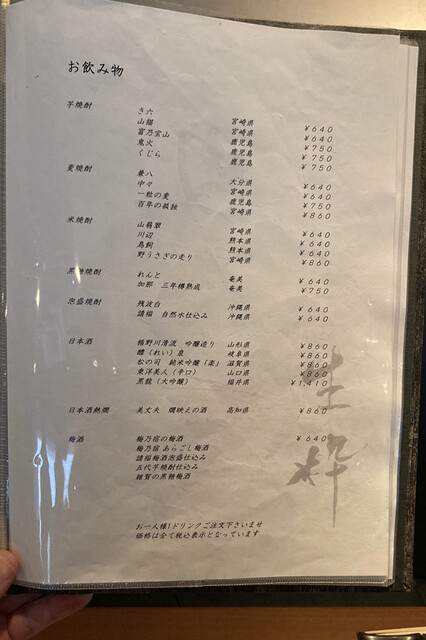 お飲み物
芋焼酎
き六 宮崎県 ¥640
山猫 宮崎県 ¥640
富乃宝山 鹿児島 ¥750
鬼火 鹿児島 ¥750
くじら 鹿児島 ¥750
麦焼酎
兼八 大分県 ¥640
中々 宮崎県 ¥640
一粒の麦 鹿児島 ¥750
百年の孤独 宮崎県 ¥860
米焼酎
山翡翠 宮崎県 ¥640
川辺 熊本県 ¥640
鳥飼 熊本県 ¥640
野うさぎの走り 宮崎県 ¥860
黒糖焼酎
れんと 奄美 ¥640
加那 三年樽熟成 奄美 ¥750
泡盛焼酎
残波白 沖縄県 ¥640
請福 自然水仕込み 沖縄県 ¥640
日本酒
楯野川清流 吟醸造り 山形県 ¥860
醴(れい)泉 岐阜県 ¥860
松の司 純米吟醸「楽」 滋賀県 ¥860
東洋美人(辛口) 山口県 ¥860
黒龍(大吟醸) 福井県 ¥1,410
日本酒熱燗 美丈夫 燗映えの酒 高知県 ¥860
梅酒
梅乃宿の梅酒 ¥640
梅乃宿 あらごし梅酒
請福梅酒泡盛仕込み
五代芋焼酎仕込み
雑賀の黒糖梅酒
お一人様1ドリンクご注文下さいませ
価格は全て税込表示となっています